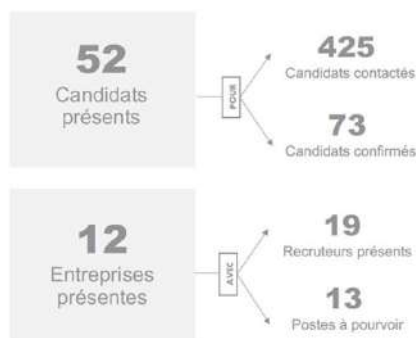 52
Candidats
présents
POUR
425
Candidats contactés
73
Candidats confirmés
12
Entreprises
présentes
AVEC
19
Recruteurs présents
13
Postes à pourvoir